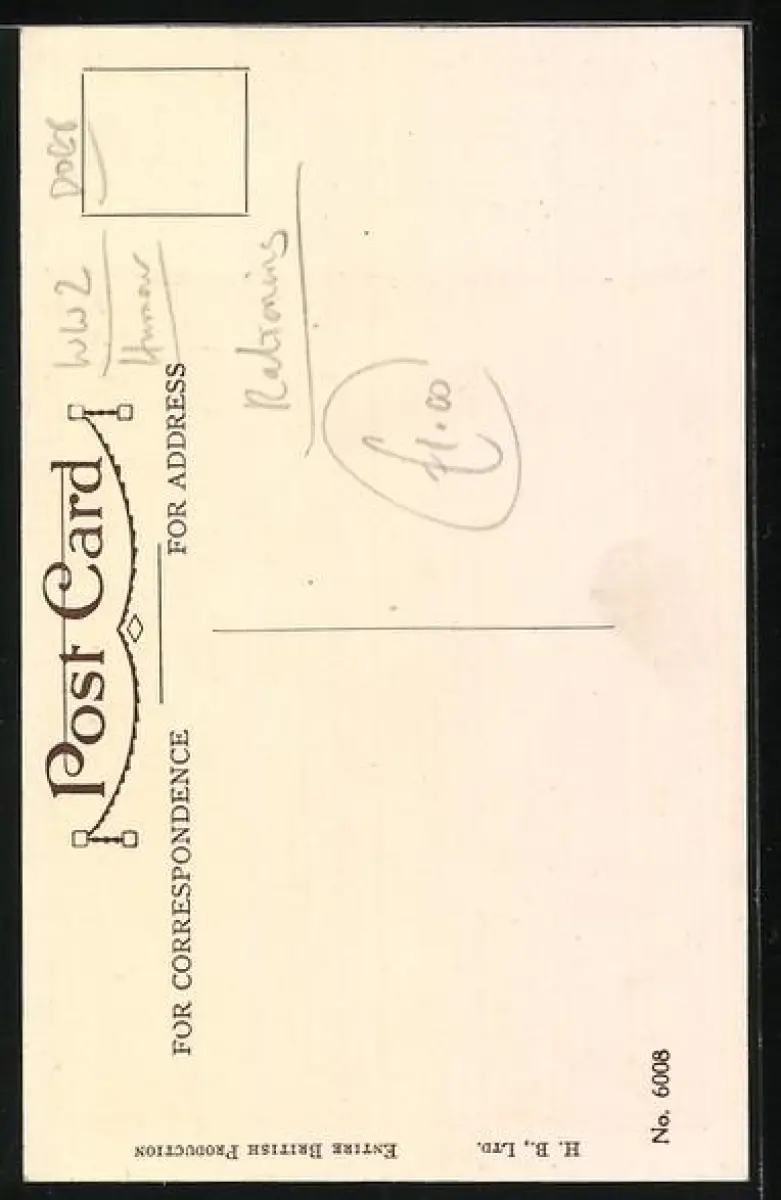 Post Card
FOR CORRESPONDENCE
FOR ADDRESS
WW2
Humour
Rationing
£1.00
No. 6008
H. B., LTD.
ENTIRE BRITISH PRODUCTION